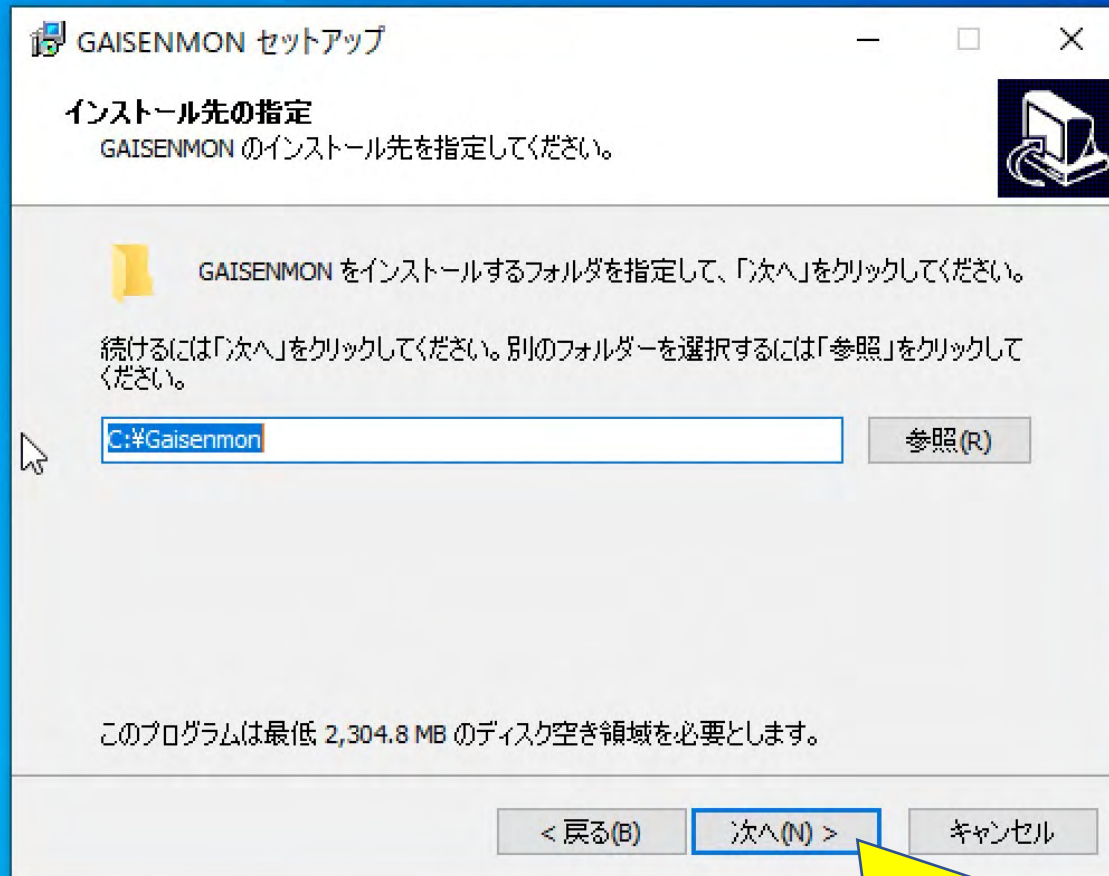 GAISENMON セットアップ
インストール先の指定
GAISENMON のインストール先を指定してください。
GAISENMON をインストールするフォルダを指定して、「次へ」をクリックしてください。
続けるには「次へ」をクリックしてください。別のフォルダーを選択するには「参照」をクリックして
ください。
C:¥Gaisenmon
参照(R)
このプログラムは最低 2,304.8 MB のディスク空き領域を必要とします。
< 戻る(B)
次へ(N) >
キャンセル